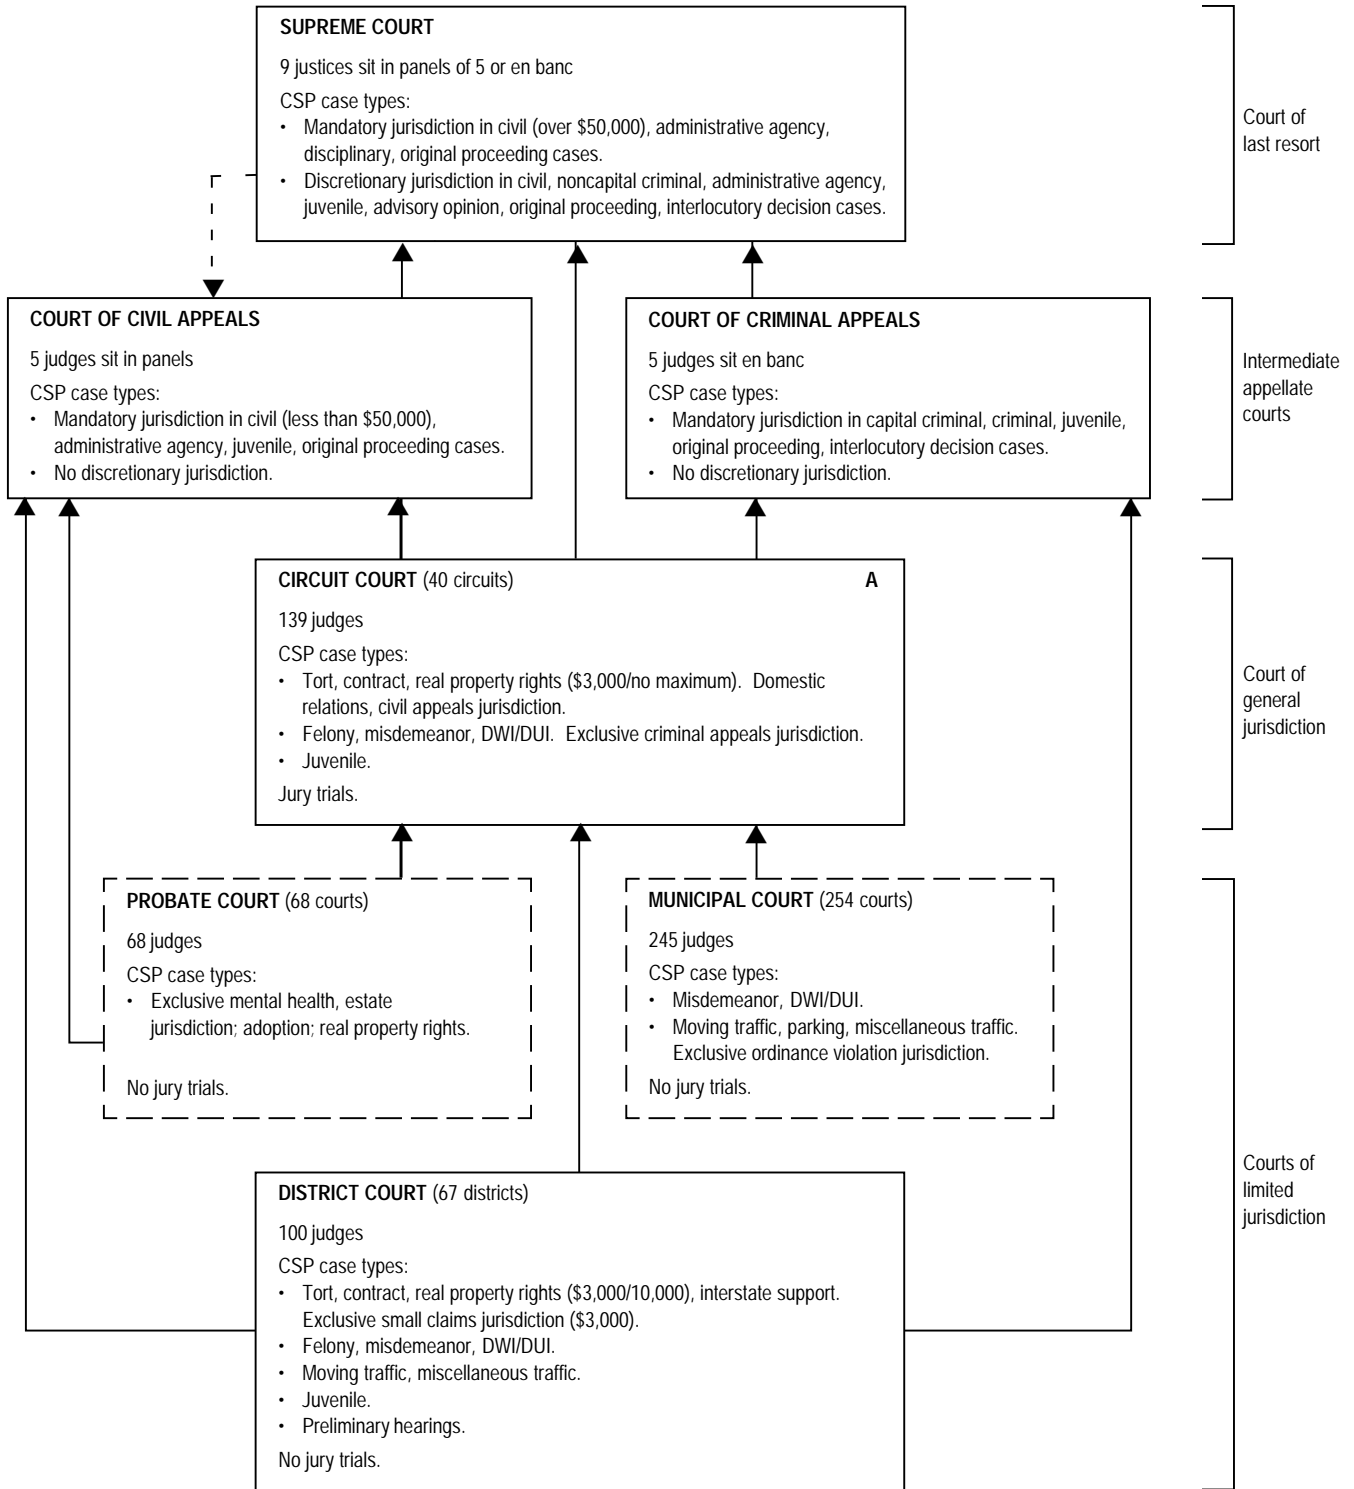 SUPREME COURT
9 justices sit in panels of 5 or en banc
CSP case types:
• Mandatory jurisdiction in civil (over $50,000), administrative agency,
disciplinary, original proceeding cases.
• Discretionary jurisdiction in civil, noncapital criminal, administrative agency,
juvenile, advisory opinion, original proceeding, interlocutory decision cases.
Court of
last resort
COURT OF CIVIL APPEALS
5 judges sit in panels
CSP case types:
• Mandatory jurisdiction in civil (less than $50,000),
administrative agency, juvenile, original proceeding cases.
• No discretionary jurisdiction.
COURT OF CRIMINAL APPEALS
5 judges sit en banc
CSP case types:
• Mandatory jurisdiction in capital criminal, criminal, juvenile,
original proceeding, interlocutory decision cases.
• No discretionary jurisdiction.
Intermediate
appellate
courts
CIRCUIT COURT (40 circuits) A
139 judges
CSP case types:
• Tort, contract, real property rights ($3,000/no maximum). Domestic
relations, civil appeals jurisdiction.
• Felony, misdemeanor, DWI/DUI. Exclusive criminal appeals jurisdiction.
• Juvenile.
Jury trials.
Court of
general
jurisdiction
PROBATE COURT (68 courts)
68 judges
CSP case types:
• Exclusive mental health, estate
jurisdiction; adoption; real property rights.
No jury trials.
MUNICIPAL COURT (254 courts)
245 judges
CSP case types:
• Misdemeanor, DWI/DUI.
• Moving traffic, parking, miscellaneous traffic.
Exclusive ordinance violation jurisdiction.
No jury trials.
DISTRICT COURT (67 districts)
100 judges
CSP case types:
• Tort, contract, real property rights ($3,000/10,000), interstate support.
Exclusive small claims jurisdiction ($3,000).
• Felony, misdemeanor, DWI/DUI.
• Moving traffic, miscellaneous traffic.
• Juvenile.
• Preliminary hearings.
No jury trials.
Courts of
limited
jurisdiction